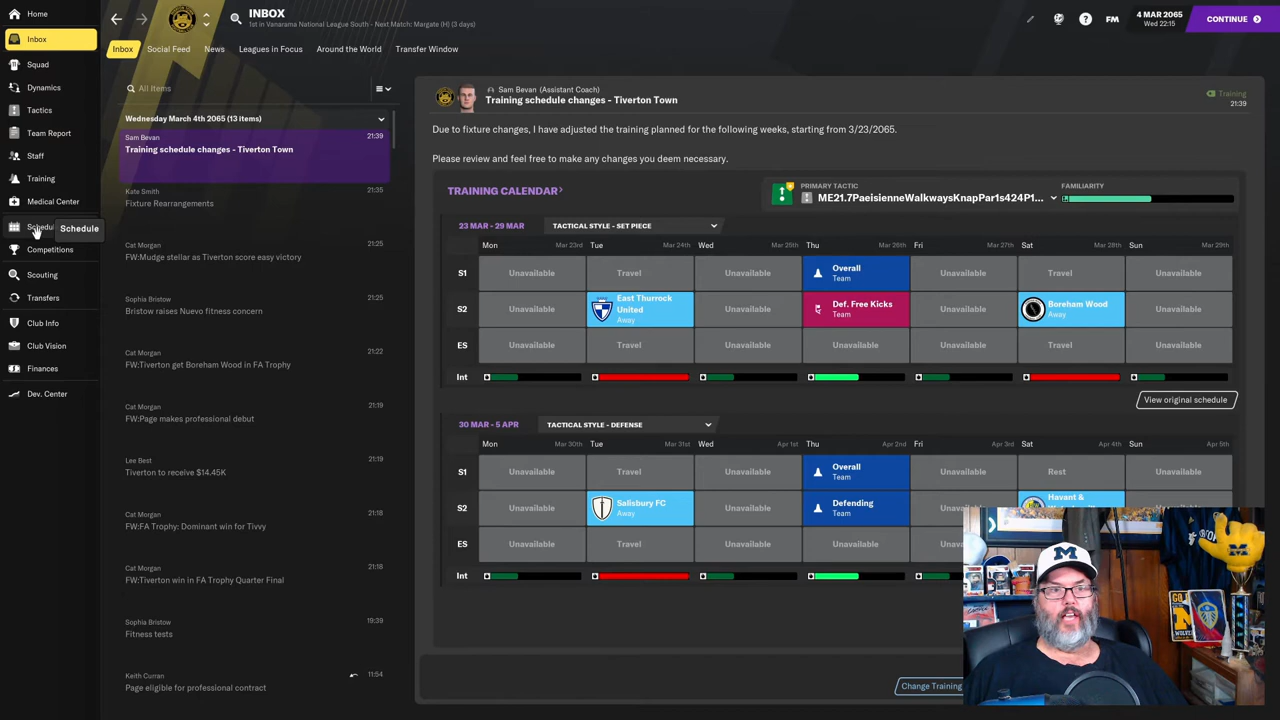 Home
Inbox
Squad
Dynamics
Tactics
Team Report
Staff
Training
Medical Center
Schedule
Competitions
Scouting
Transfers
Club Info
Club Vision
Finances
Dev. Center
INBOX
1st in Vanarama National League South - Next Match: Margate (H) (3 days)
FM
4 MAR 2065
Wed 22:15
CONTINUE
Inbox Social Feed News Leagues in Focus Around the World Transfer Window
All Items
Wednesday March 4th 2065 (13 items)
Sam Bevan 21:39
Training schedule changes - Tiverton Town
Kate Smith 21:35
Fixture Rearrangements
Cat Morgan 21:25
FW:Mudge stellar as Tiverton score easy victory
Sophia Bristow 21:25
Bristow raises Nuevo fitness concern
Cat Morgan 21:22
FW:Tiverton get Boreham Wood in FA Trophy
Cat Morgan 21:19
FW:Page makes professional debut
Lee Best 21:19
Tiverton to receive $14.45K
Cat Morgan 21:18
FW:FA Trophy: Dominant win for Tivvy
Cat Morgan 21:18
FW:Tiverton win in FA Trophy Quarter Final
Sophia Bristow 19:39
Fitness tests
Keith Curran 11:54
Page eligible for professional contract
Sam Bevan (Assistant Coach)
Training schedule changes - Tiverton Town
Training
21:39
Due to fixture changes, I have adjusted the training planned for the following weeks, starting from 3/23/2065.
Please review and feel free to make any changes you deem necessary.
TRAINING CALENDAR
PRIMARY TACTIC
ME21.7PaeisienneWalkwaysKnapPar1s424P1...
FAMILIARITY
23 MAR - 29 MAR
TACTICAL STYLE - SET PIECE
Mon Mar 23rd Tue Mar 24th Wed Mar 25th Thu Mar 26th Fri Mar 27th Sat Mar 28th Sun Mar 29th
S1 Unavailable Travel Unavailable Overall Team Unavailable Travel Unavailable
S2 Unavailable East Thurrock United Away Unavailable Def. Free Kicks Team Unavailable Boreham Wood Away Unavailable
ES Unavailable Travel Unavailable Unavailable Unavailable Travel Unavailable
Int
View original schedule
30 MAR - 5 APR
TACTICAL STYLE - DEFENSE
Mon Mar 30th Tue Mar 31st Wed Apr 1st Thu Apr 2nd Fri Apr 3rd Sat Apr 4th Sun Apr 5th
S1 Unavailable Travel Unavailable Overall Team Unavailable Rest Unavailable
S2 Unavailable Salisbury FC Away Unavailable Defending Team Havant &
ES Unavailable Travel Unavailable Unavailable
Int
Change Training